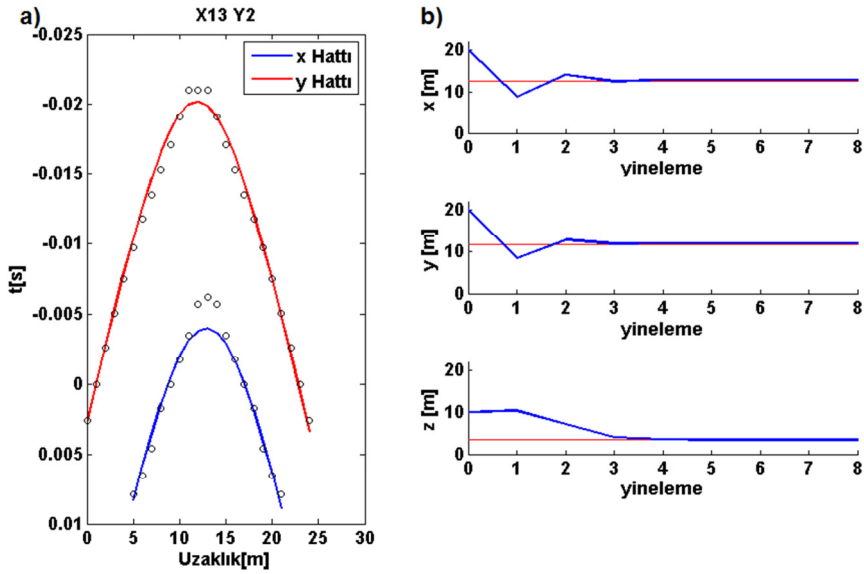 a)
X13 Y2
-0.025
-0.02
-0.015
-0.01
-0.005
0
0.005
0.01
t[s]
x Hattı
y Hattı
0 5 10 15 20 25 30
Uzaklık[m]
b)
20
10
0
x [m]
0 1 2 3 4 5 6 7 8
yineleme
20
10
0
y [m]
0 1 2 3 4 5 6 7 8
yineleme
20
10
0
z [m]
0 1 2 3 4 5 6 7 8
yineleme